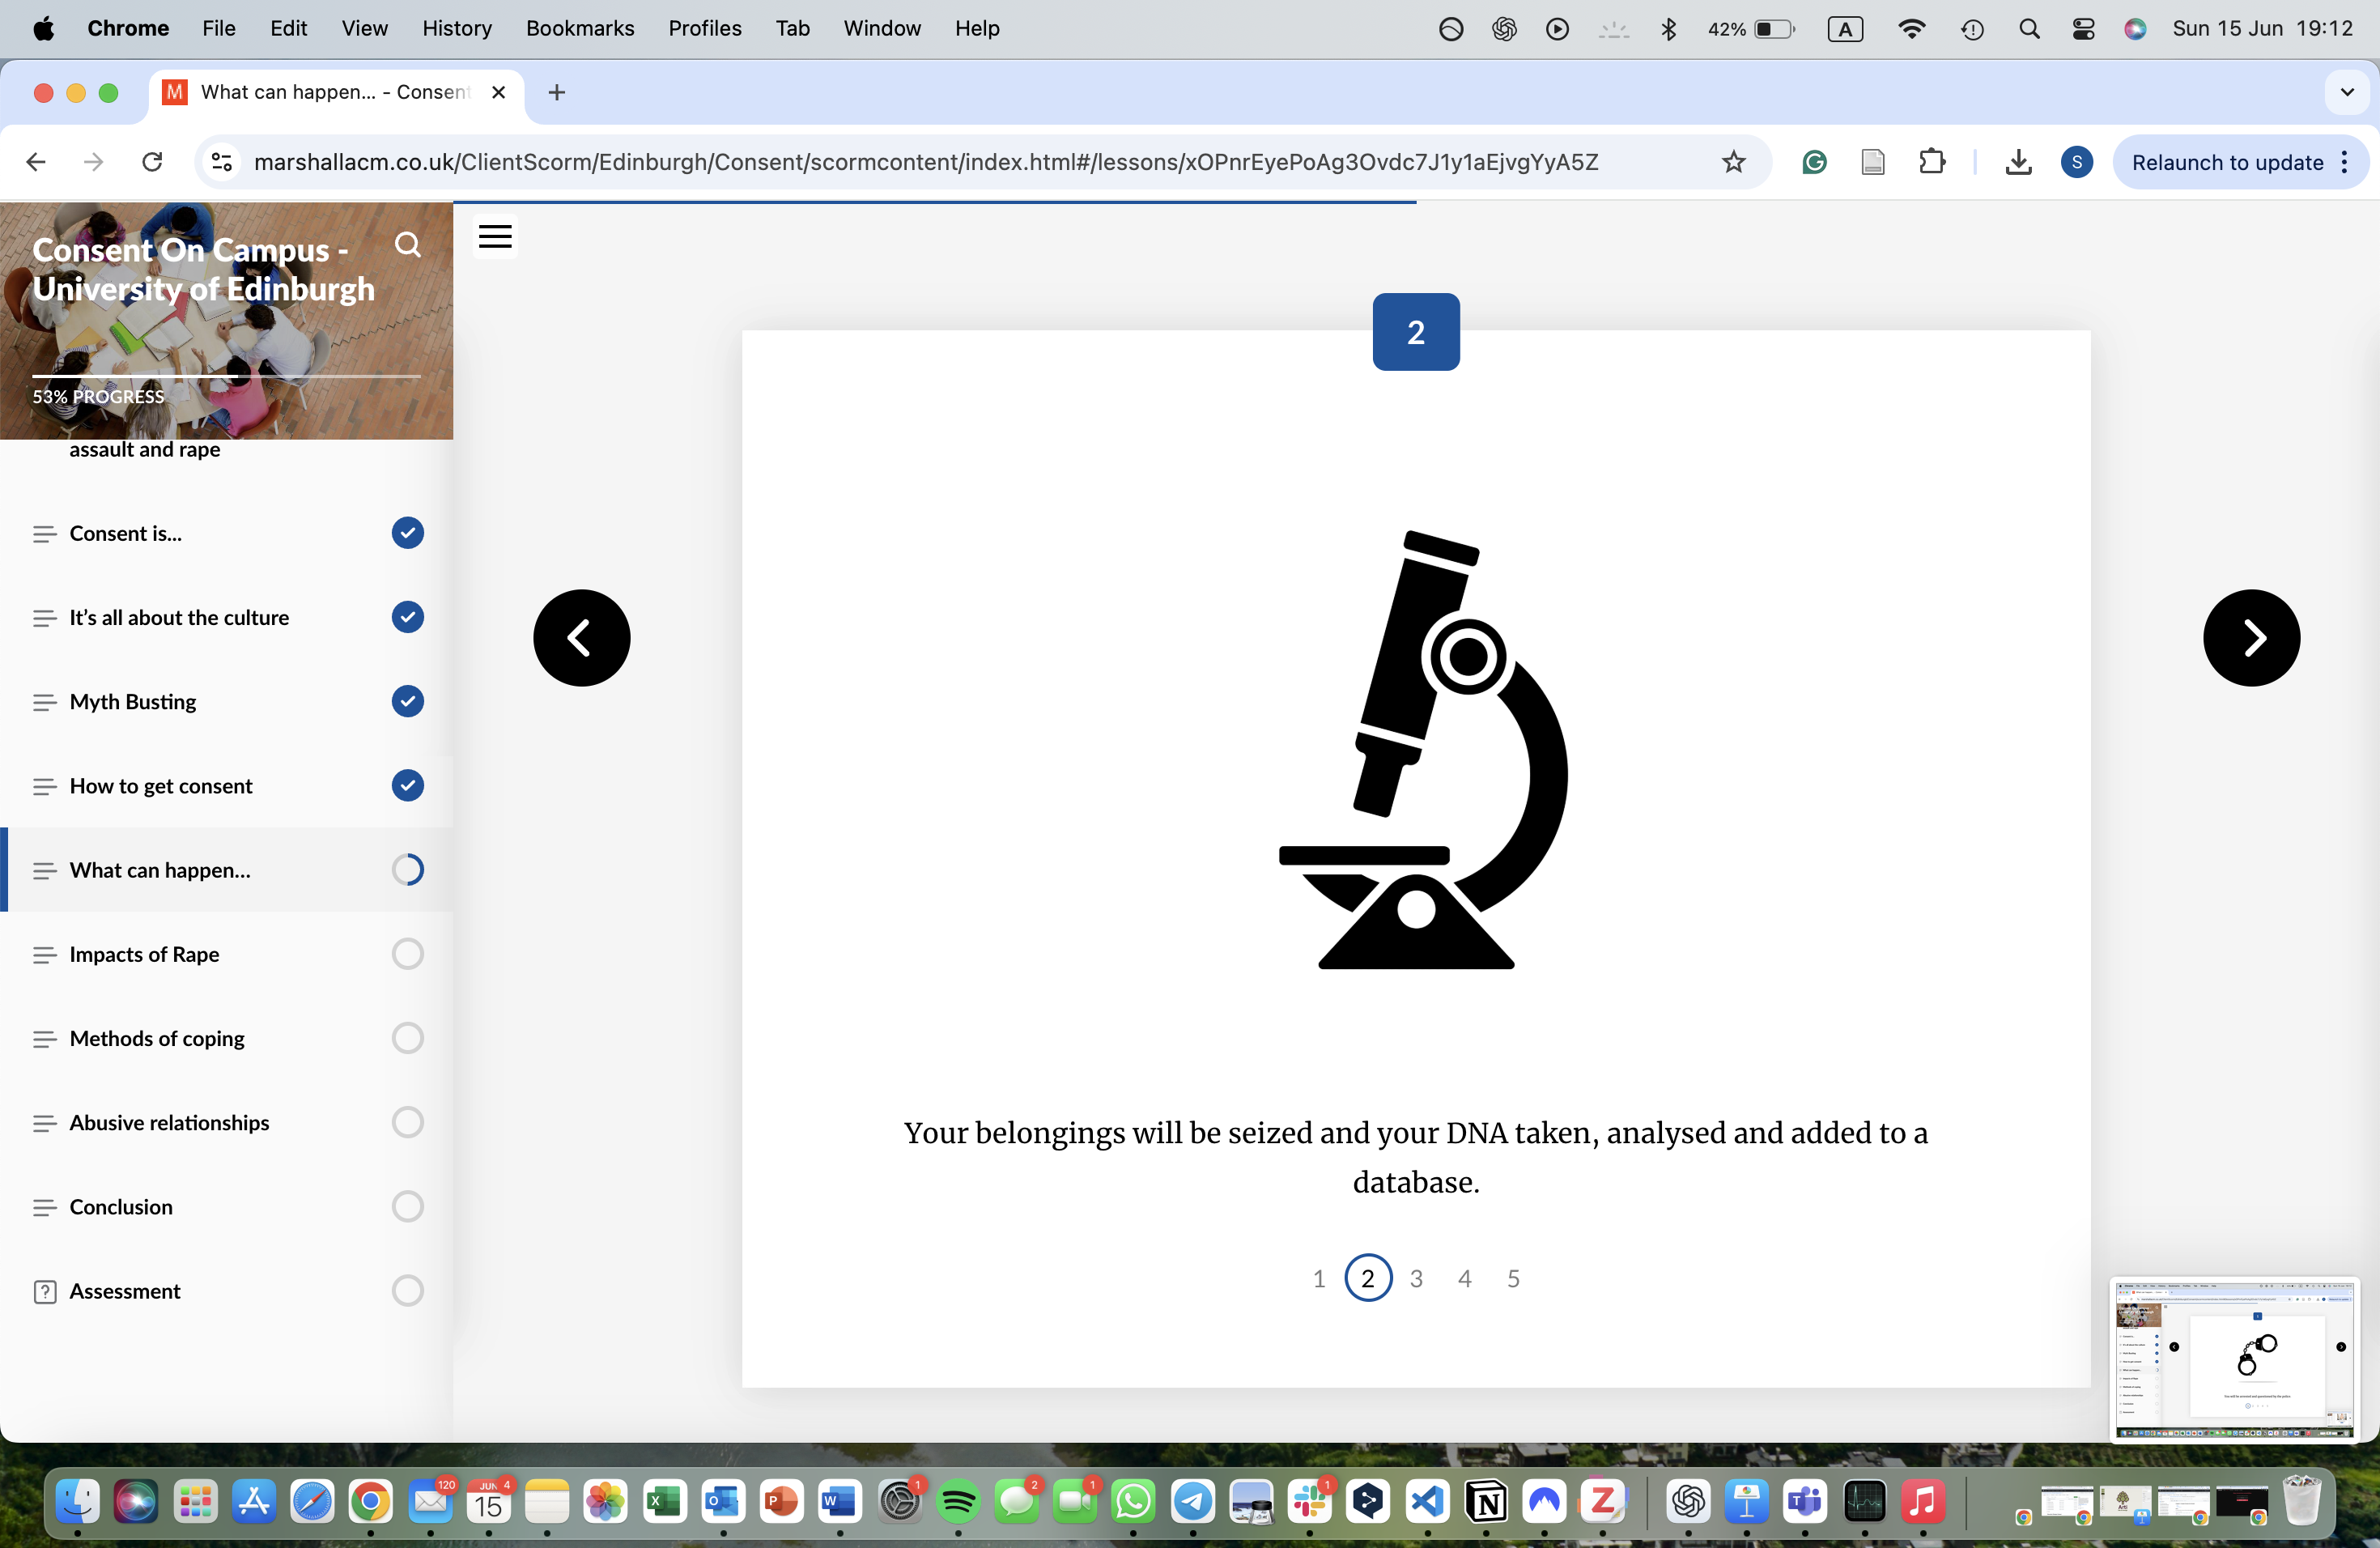 Chrome File Edit View History Bookmarks Profiles Tab Window Help 42% A Sun 15 Jun 19:12
M What can happen... - Consent
marshallacm.co.uk/ClientScorm/Edinburgh/Consent/scormcontent/index.html#/lessons/xOPnrEyePoAg3Ovdc7J1y1aEjvgYyA5Z S Relaunch to update
Consent On Campus -
University of Edinburgh
53% PROGRESS
assault and rape
Consent is...
It’s all about the culture
Myth Busting
How to get consent
What can happen...
Impacts of Rape
Methods of coping
Abusive relationships
Conclusion
? Assessment
2
Your belongings will be seized and your DNA taken, analysed and added to a
database.
1 2 3 4 5
120 JUN 4 1 2 1 1
15 X O P W N Z T